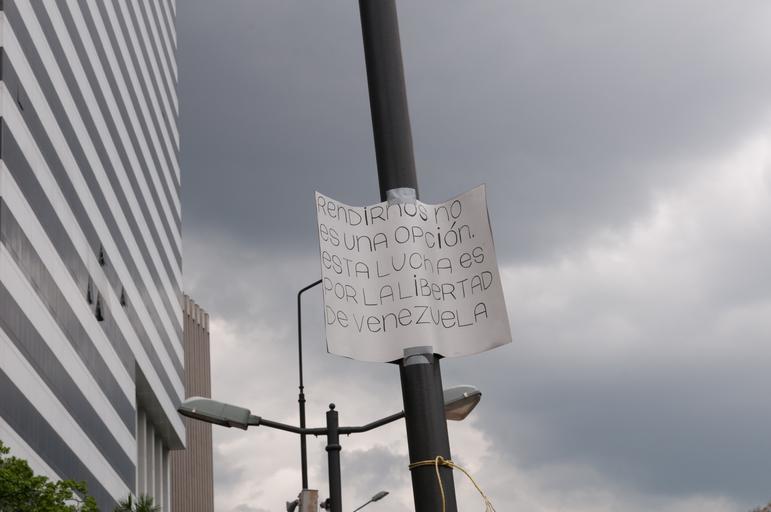 RENDIRNOS NO
ES UNA OPCIÓN.
ESTA LUCHA ES
POR LA LIBERTAD
DE VENEZUELA